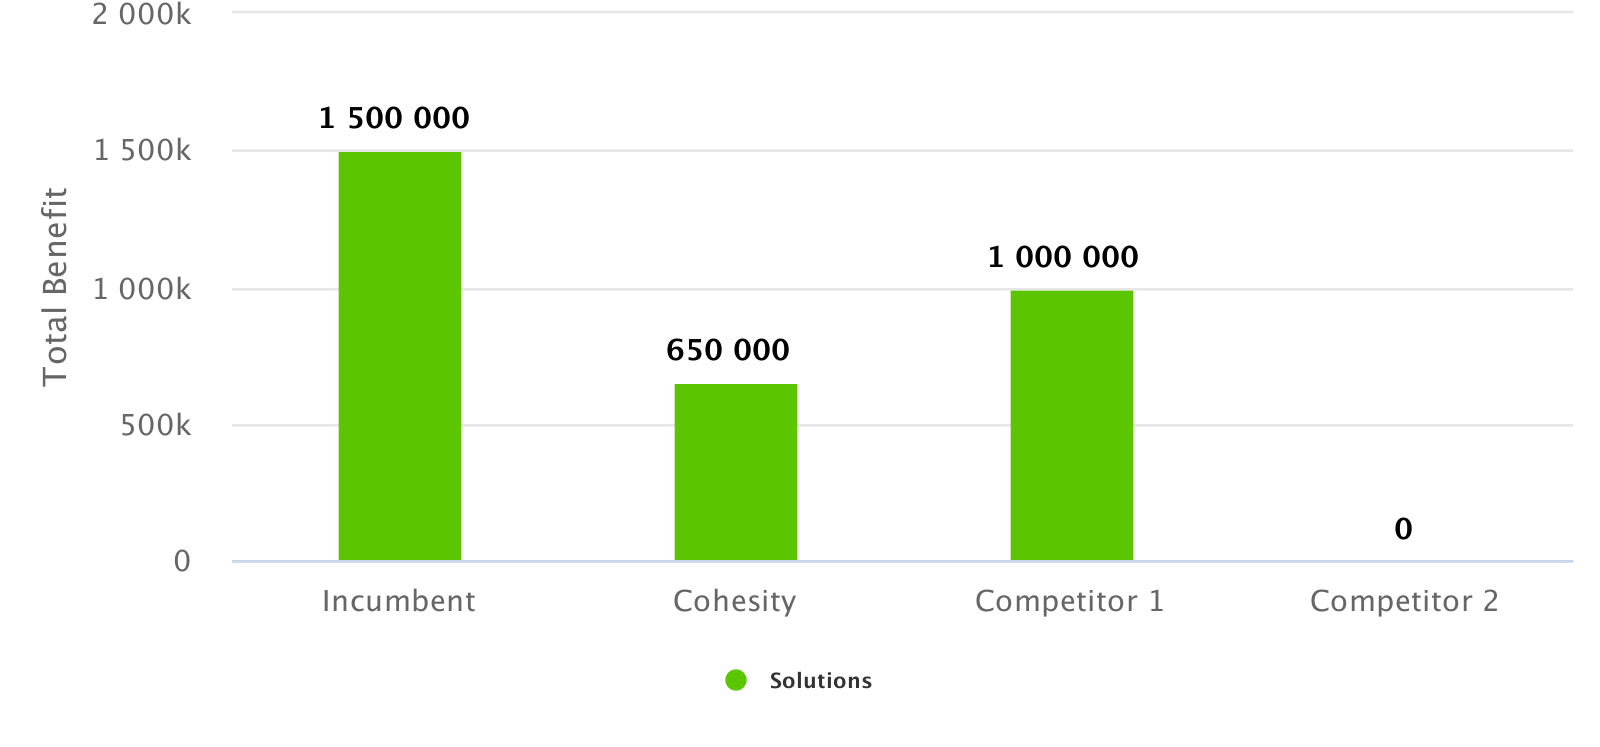 2 000k
1 500 000
1 500k
1 000 000
1 000k
650 000
500k
0
0
Total Benefit
Incumbent
Cohesity
Competitor 1
Competitor 2
Solutions